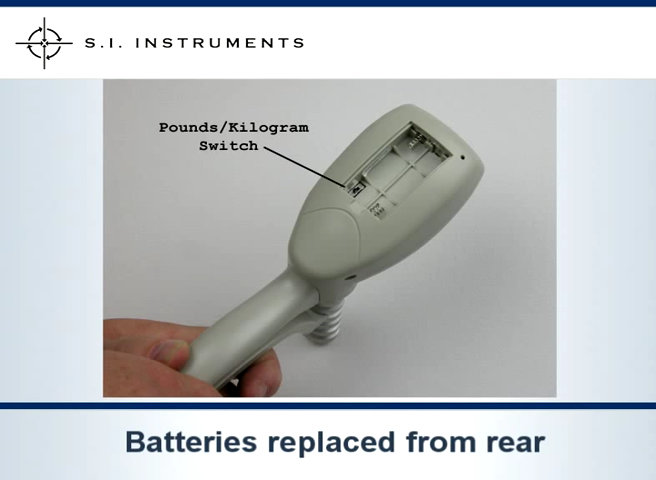 S.I. INSTRUMENTS
Pounds/Kilogram
Switch
Batteries replaced from rear